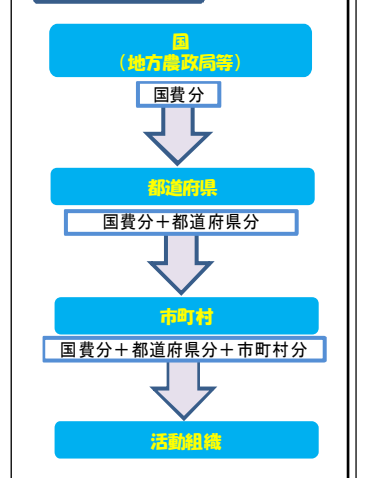 国
（地方農政局等）
国費分
都道府県
国費分＋都道府県分
市町村
国費分＋都道府県分＋市町村分
活動組織